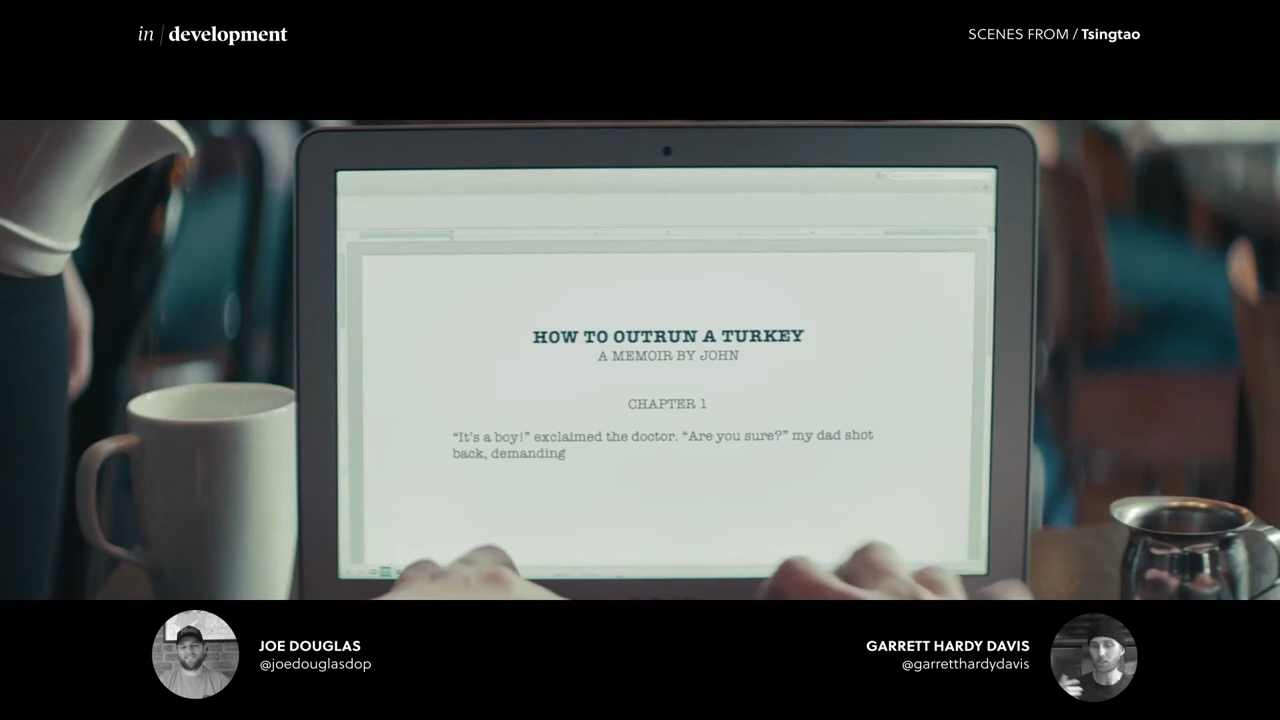 in | development
SCENES FROM / Tsingtao
HOW TO OUTRUN A TURKEY
A MEMOIR BY JOHN
CHAPTER 1
“It’s a boy!” exclaimed the doctor. “Are you sure?” my dad shot
back, demanding
JOE DOUGLAS
@joedouglasdop
GARRETT HARDY DAVIS
@garretthardydavis